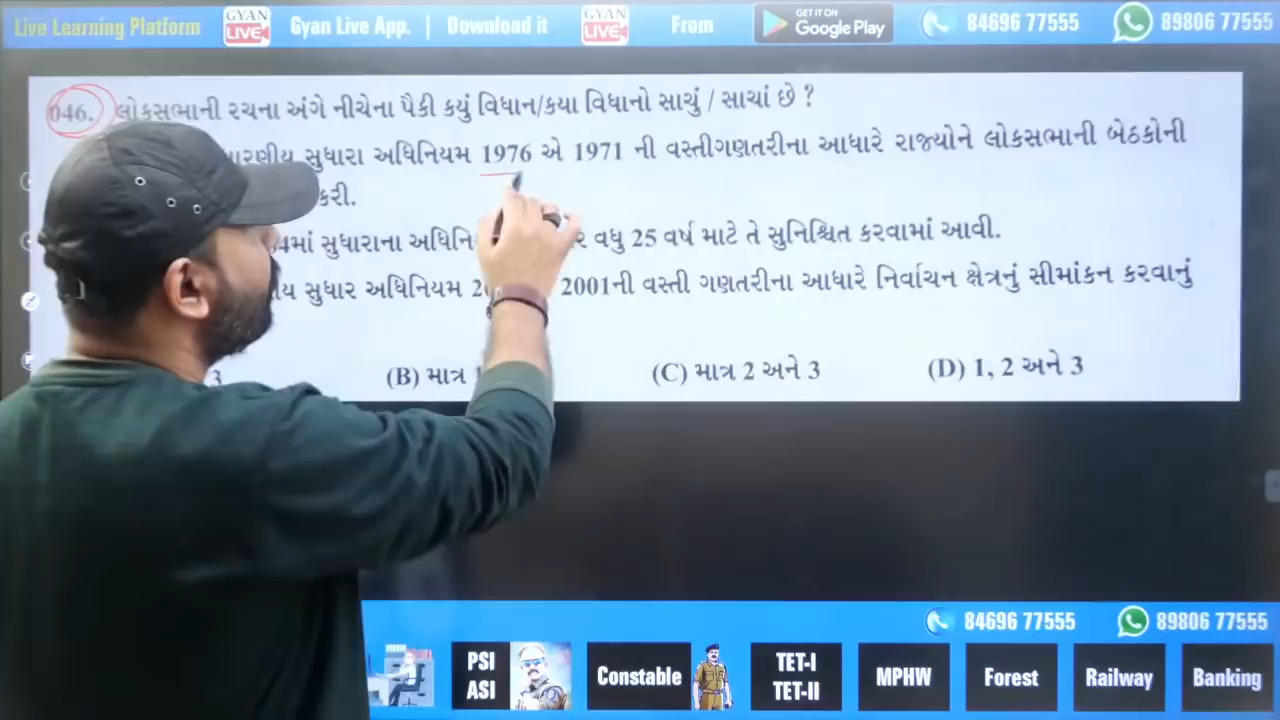 Live Learning Platform GYAN LIVE Gyan Live App. | Download it GYAN LIVE From GET IT ON Google Play 84696 77555 89806 77555
046. લોકસભાની રચના અંગે નીચેના પૈકી કયું વિધાન/કયા વિધાનો સાચું / સાચાં છે ?
સુધારા અધિનિયમ 1976 એ 1971 ની વસ્તીગણતરીના આધારે રાજ્યોને લોકસભાની બેઠકોની
કરી.
સુધારાના વધુ 25 વર્ષ માટે તે સુનિશ્ચિત કરવામાં આવી.
સુધાર અધિનિયમ 2001ની વસ્તી ગણતરીના આધારે નિર્વાચન ક્ષેત્રનું સીમાંકન કરવાનું
3 (B) માત્ર 1 (C) માત્ર 2 અને 3 (D) 1, 2 અને 3
84696 77555 89806 77555
PSI ASI Constable TET-I TET-II MPHW Forest Railway Banking